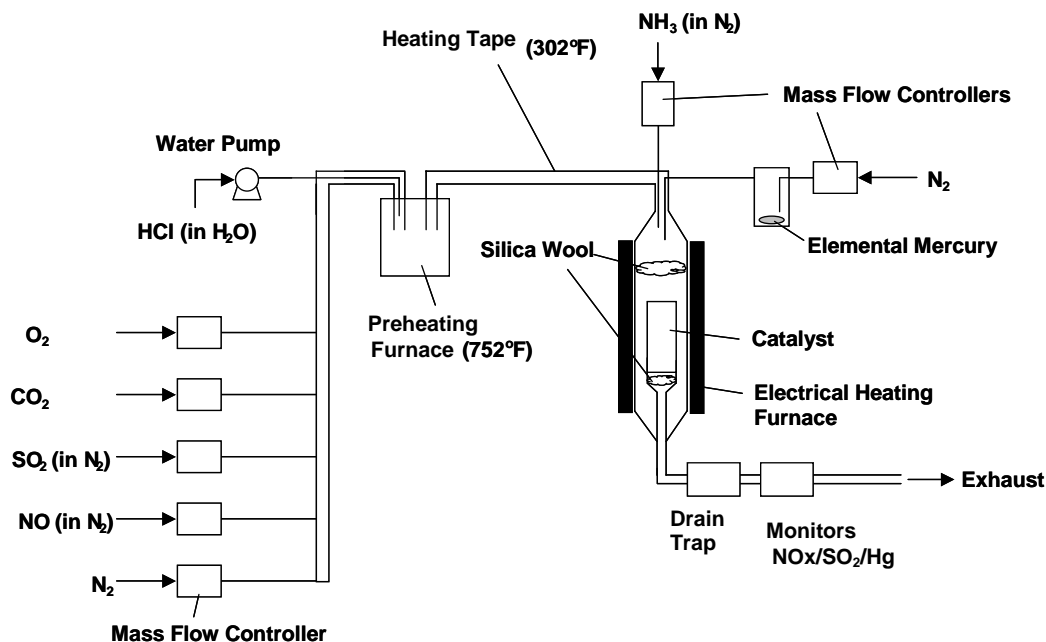 NH₃ (in N₂)
Heating Tape (302ºF)
Mass Flow Controllers
Water Pump
N₂
HCl (in H₂O)
Elemental Mercury
Silica Wool
Preheating
Furnace (752ºF)
O₂
Catalyst
CO₂
Electrical Heating
Furnace
SO₂ (in N₂)
Exhaust
NO (in N₂)
Drain
Trap
Monitors
NOx/SO₂/Hg
N₂
Mass Flow Controller